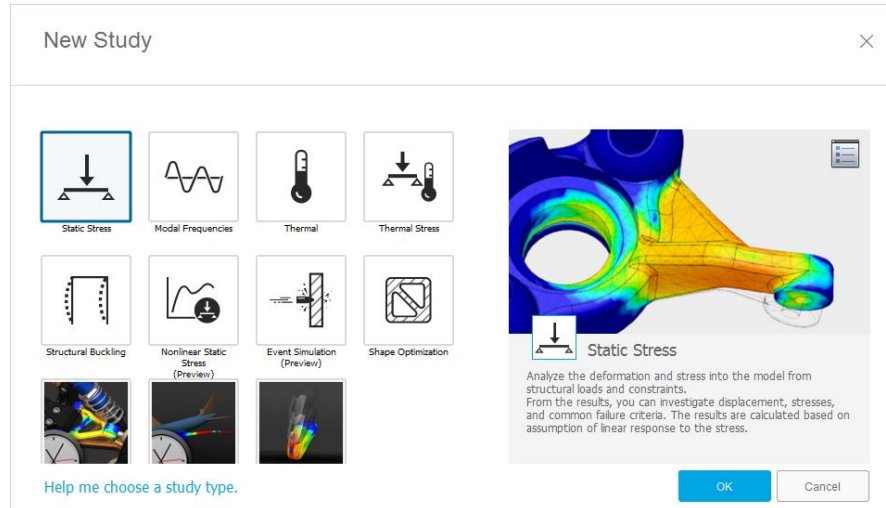 New Study
Static Stress
Modal Frequencies
Thermal
Thermal Stress
Structural Buckling
Nonlinear Static
Stress
(Preview)
Event Simulation
(Preview)
Shape Optimization
Static Stress
Analyze the deformation and stress into the model from
structural loads and constraints.
From the results, you can investigate displacement, stresses,
and common failure criteria. The results are calculated based on
assumption of linear response to the stress.
Help me choose a study type.
OK
Cancel